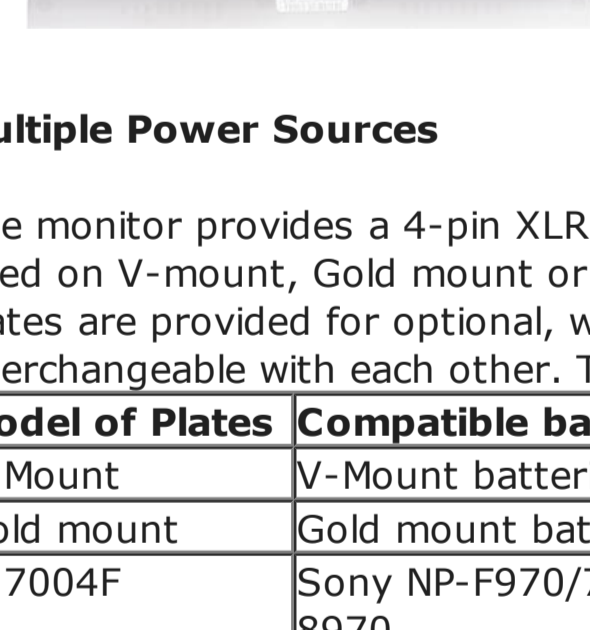 ultiple Power Sources
e monitor provides a 4-pin XLR
ed on V-mount, Gold mount or
ates are provided for optional, w
erchangeable with each other. T
odel of Plates Compatible ba
Mount V-Mount batter
old mount Gold mount bat
7004F Sony NP-F970/7
8970